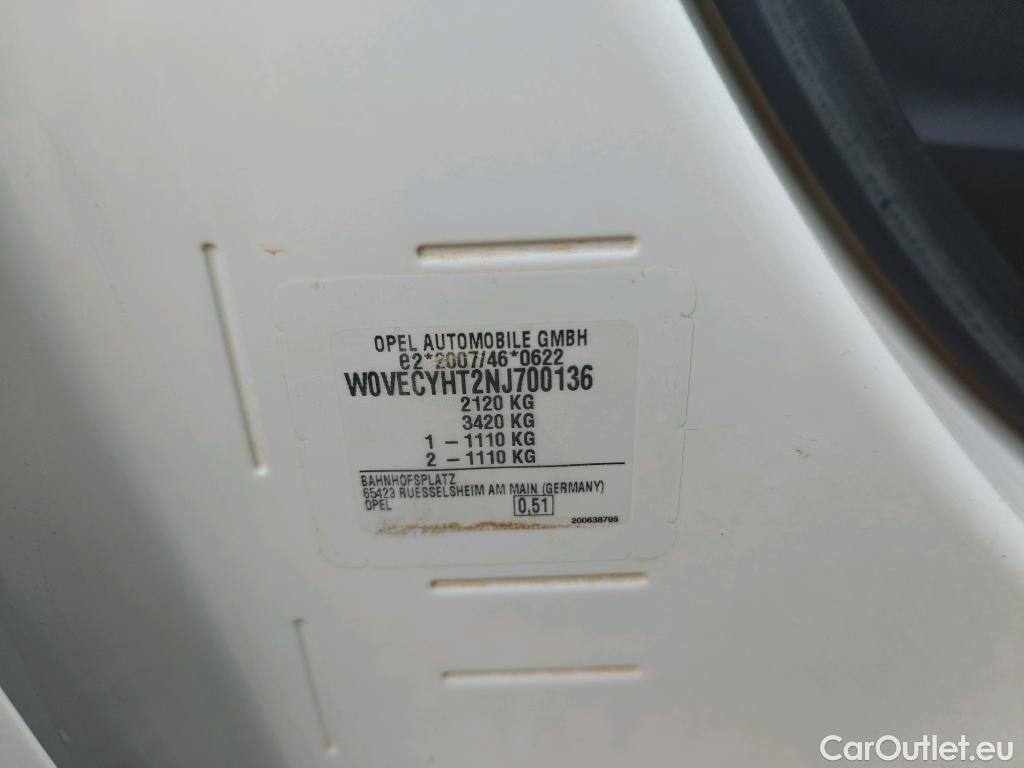 OPEL AUTOMOBILE GMBH
e2*2007/46*0622
W0VECYHT2NJ700136
2120 KG
3420 KG
1 – 1110 KG
2 – 1110 KG
BAHNHOFSPLATZ
65423 RUESSELSHEIM AM MAIN (GERMANY)
OPEL 0,51
200638795
CarOutlet.eu